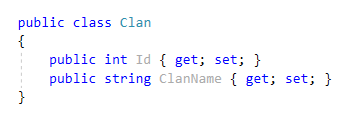 public class Clan
{
    public int Id { get; set; }
    public string ClanName { get; set; }
}